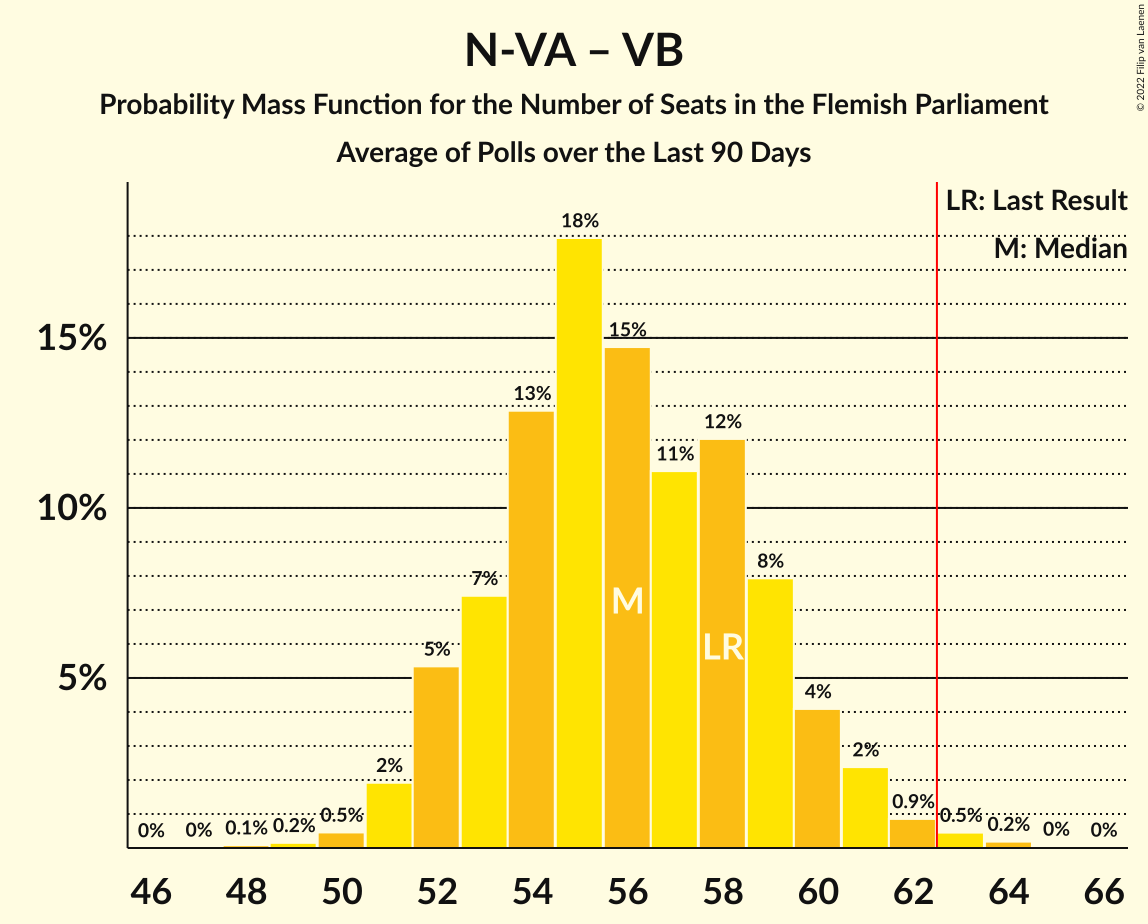 N-VA – VB
Probability Mass Function for the Number of Seats in the Flemish Parliament
Average of Polls over the Last 90 Days
© 2022 Filip van Laenen
LR: Last Result
M: Median
15%
10%
5%
0%
0%
0.1%
0.2%
0.5%
2%
5%
7%
13%
18%
15%
11%
12%
8%
4%
2%
0.9%
0.5%
0.2%
0%
0%
M
LR
46 48 50 52 54 56 58 60 62 64 66